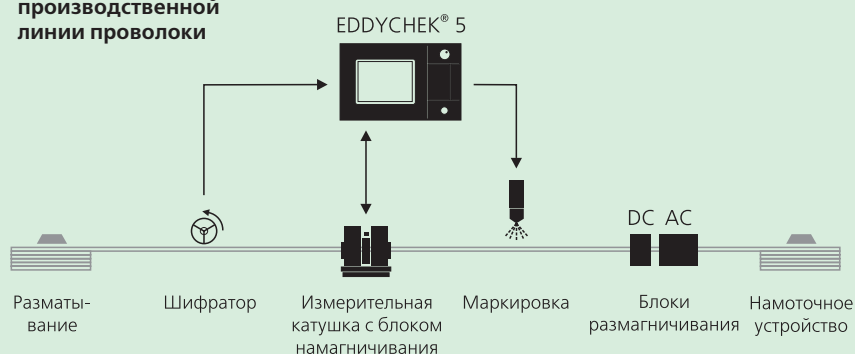 производственной
линии проволоки
EDDYCHEK® 5
DC AC
Разматы-
вание
Шифратор
Измерительная
катушка с блоком
намагничивания
Маркировка
Блоки
размагничивания
Намоточное
устройство